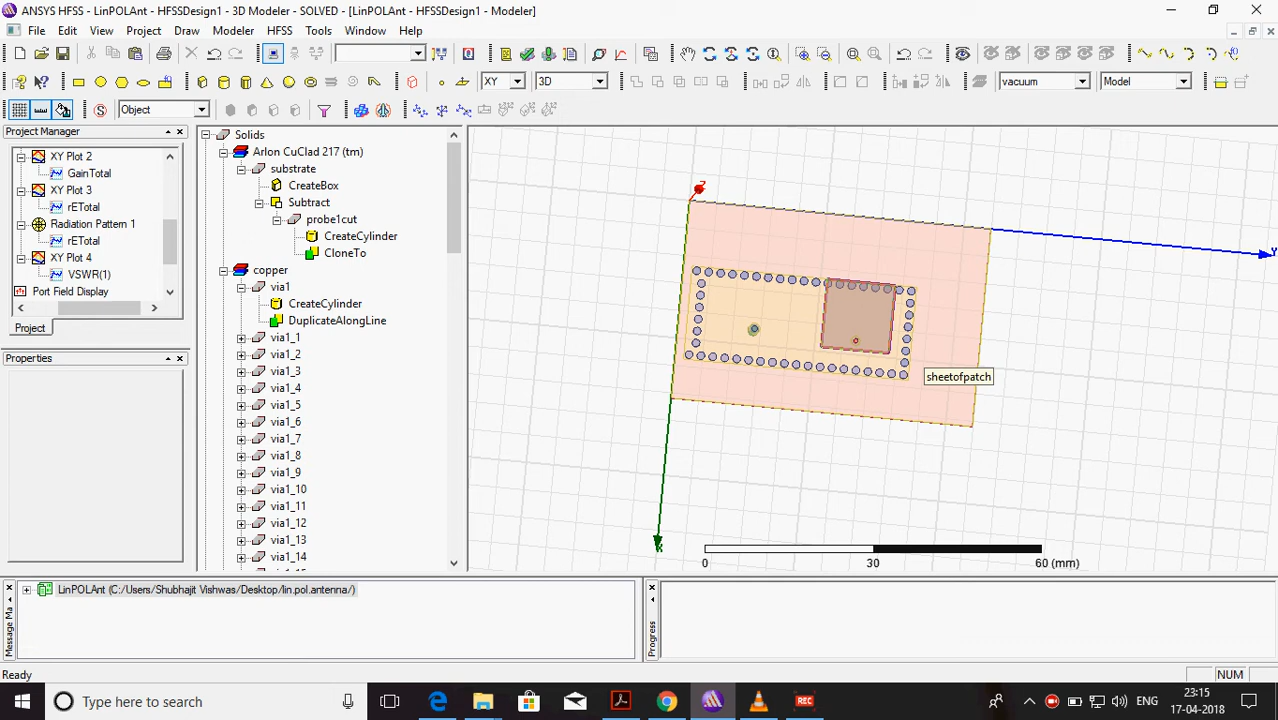 ANSYS HFSS - LinPOLAnt - HFSSDesign1 - 3D Modeler - SOLVED - [LinPOLAnt - HFSSDesign1 - Modeler]
File Edit View Project Draw Modeler HFSS Tools Window Help
XY 3D vacuum Model
Object
Project Manager
XY Plot 2
GainTotal
XY Plot 3
rETotal
Radiation Pattern 1
rETotal
XY Plot 4
VSWR(1)
Port Field Display
Project
Properties
Solids
Arlon CuClad 217 (tm)
substrate
CreateBox
Subtract
probe1cut
CreateCylinder
CloneTo
copper
via1
CreateCylinder
DuplicateAlongLine
via1_1
via1_2
via1_3
via1_4
via1_5
via1_6
via1_7
via1_8
via1_9
via1_10
via1_11
via1_12
via1_13
via1_14
Z
Y
X
sheetofpatch
0 30 60 (mm)
Message Ma
LinPOLAnt (C:/Users/Shubhajit Vishwas/Desktop/lin.pol.antenna/)
Progress
Ready
NUM
Type here to search
REC
ENG
23:15
17-04-2018